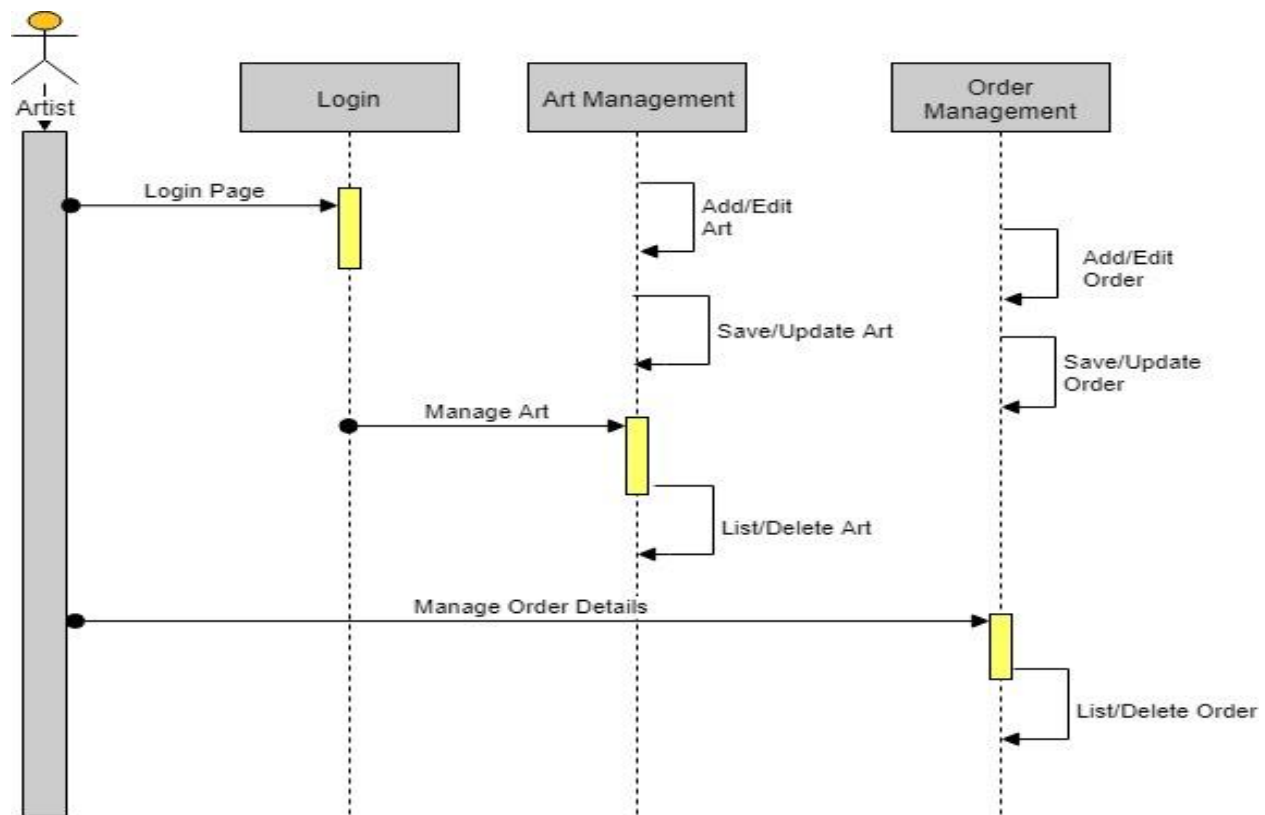 Artist
Login
Art Management
Order
Management
Login Page
Add/Edit
Art
Add/Edit
Order
Save/Update Art
Save/Update
Order
Manage Art
List/Delete Art
Manage Order Details
List/Delete Order